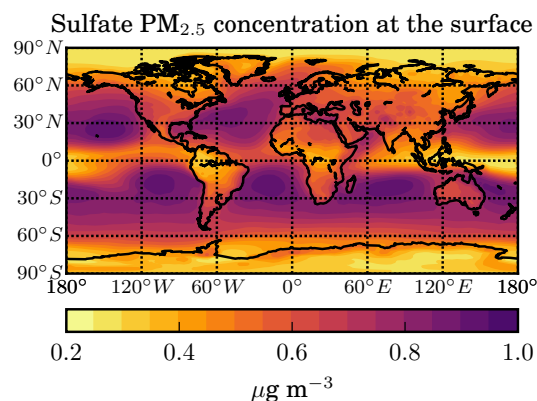 Sulfate PM₂.₅ concentration at the surface
90°N
60°N
30°N
0°
30°S
60°S
90°S
180° 120°W 60°W 0° 60°E 120°E 180°
0.2 0.4 0.6 0.8 1.0
μg m⁻³